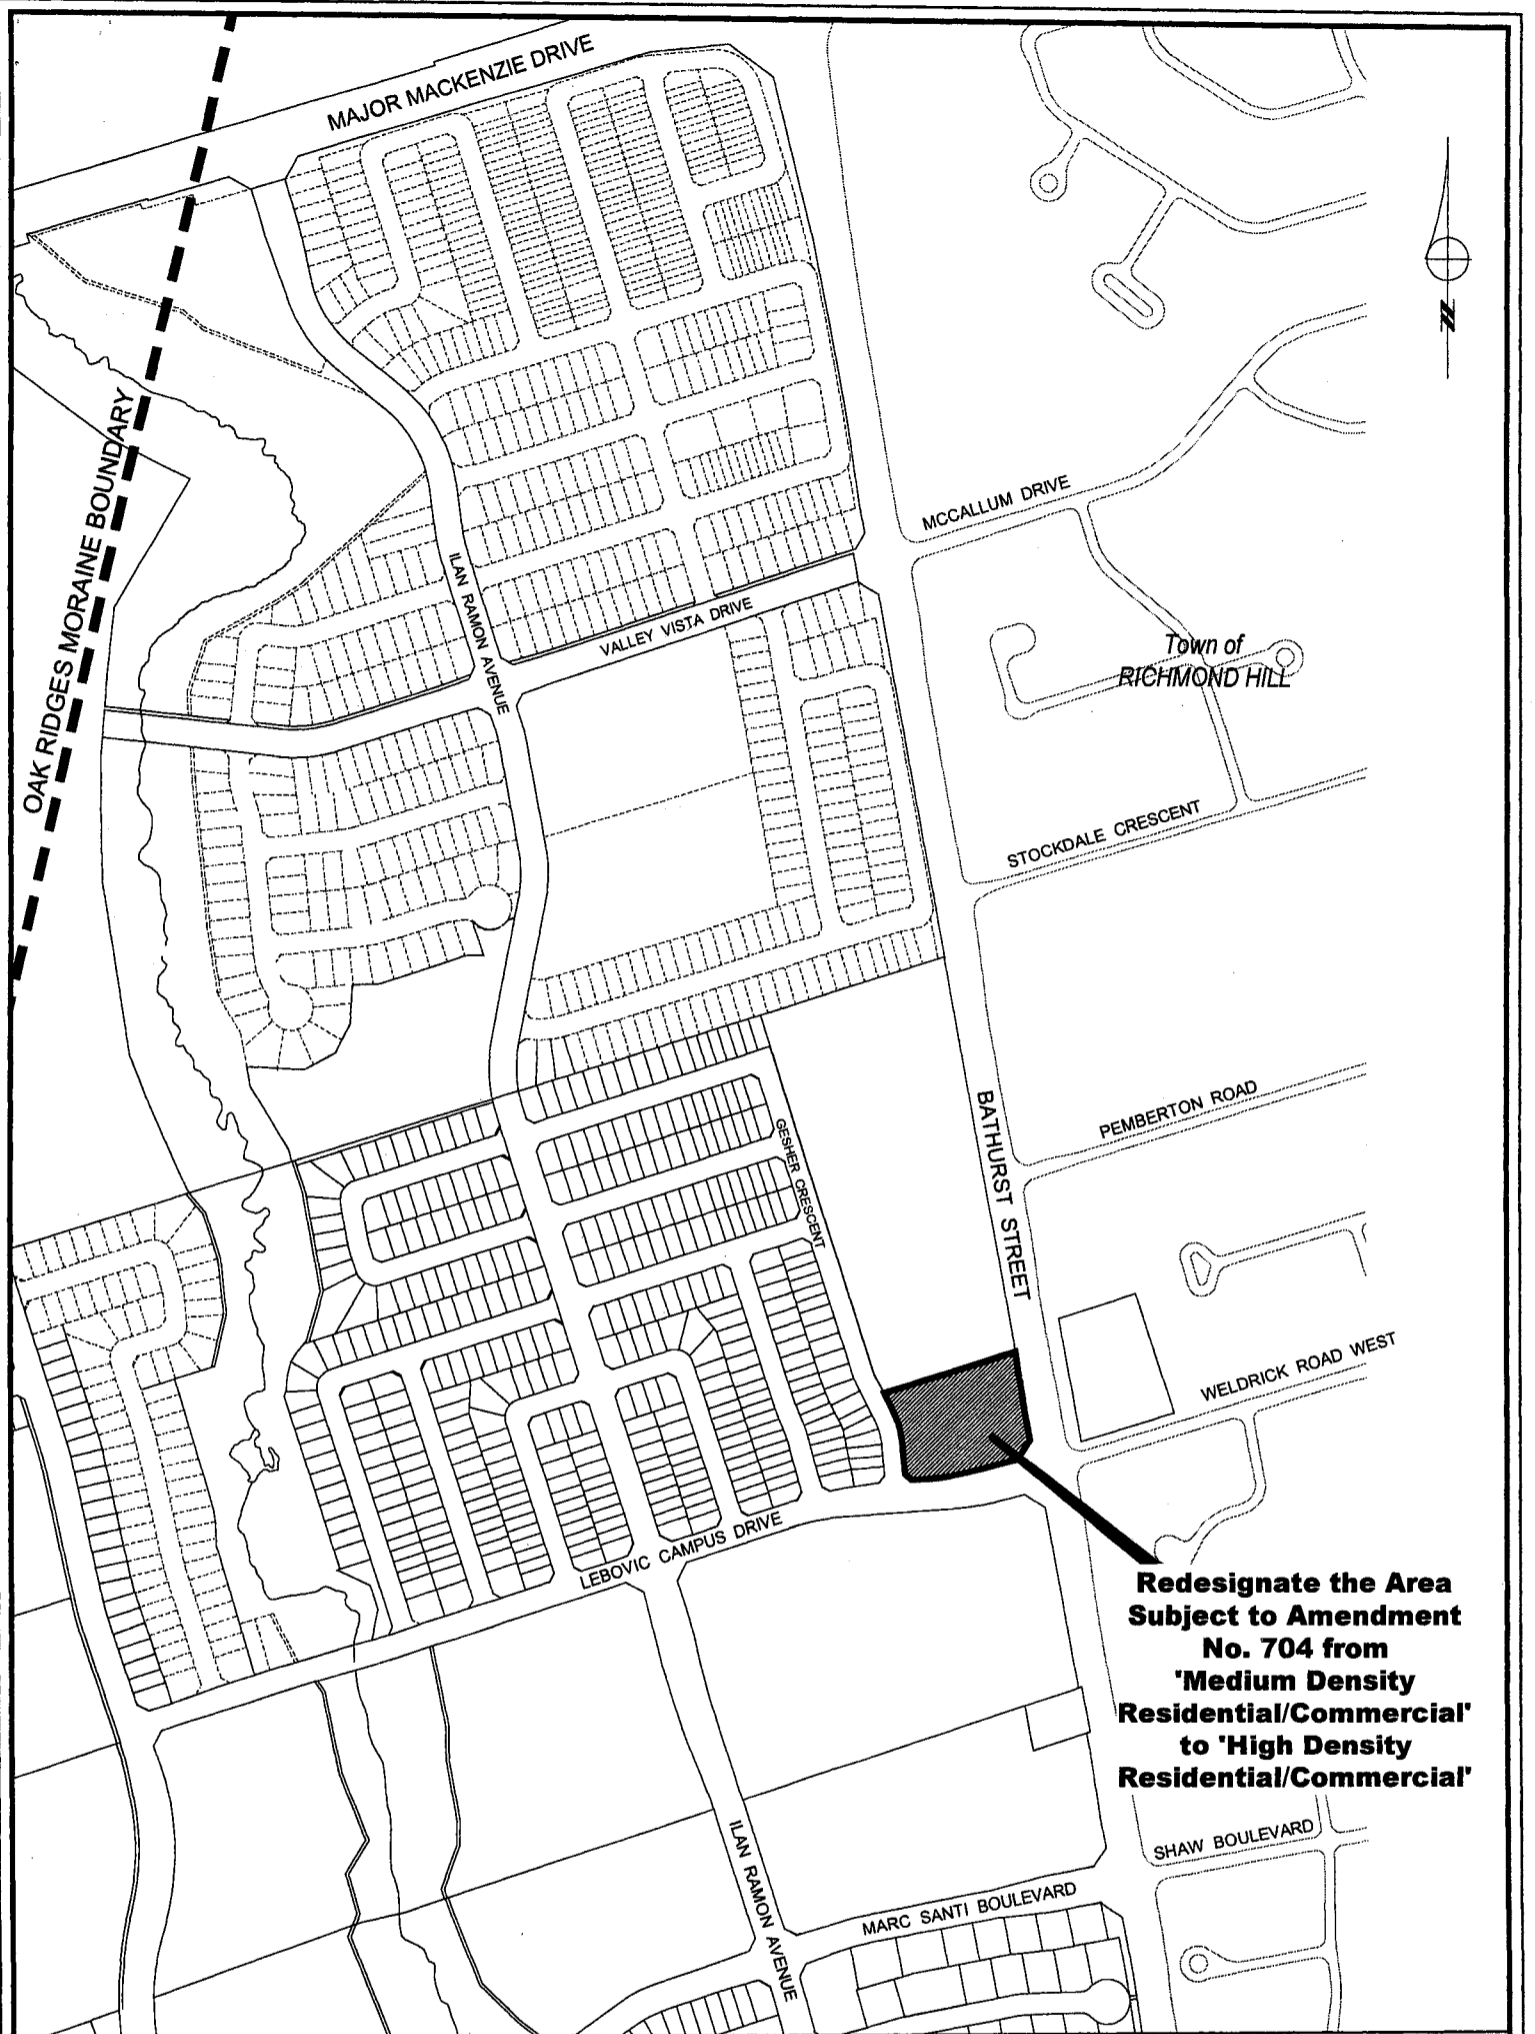 MAJOR MACKENZIE DRIVE
OAK RIDGES MORAINE BOUNDARY
MCCALLUM DRIVE
ILAN RAMON AVENUE
VALLEY VISTA DRIVE
Town of
RICHMOND HILL
STOCKDALE CRESCENT
BATHURST STREET
PEMBERTON ROAD
GESHER CRESCENT
WELDRICK ROAD WEST
LEBOVIC CAMPUS DRIVE
Redesignate the Area
Subject to Amendment
No. 704 from
'Medium Density
Residential/Commercial'
to 'High Density
Residential/Commercial'
SHAW BOULEVARD
ILAN RAMON AVENUE
MARC SANTI BOULEVARD
N